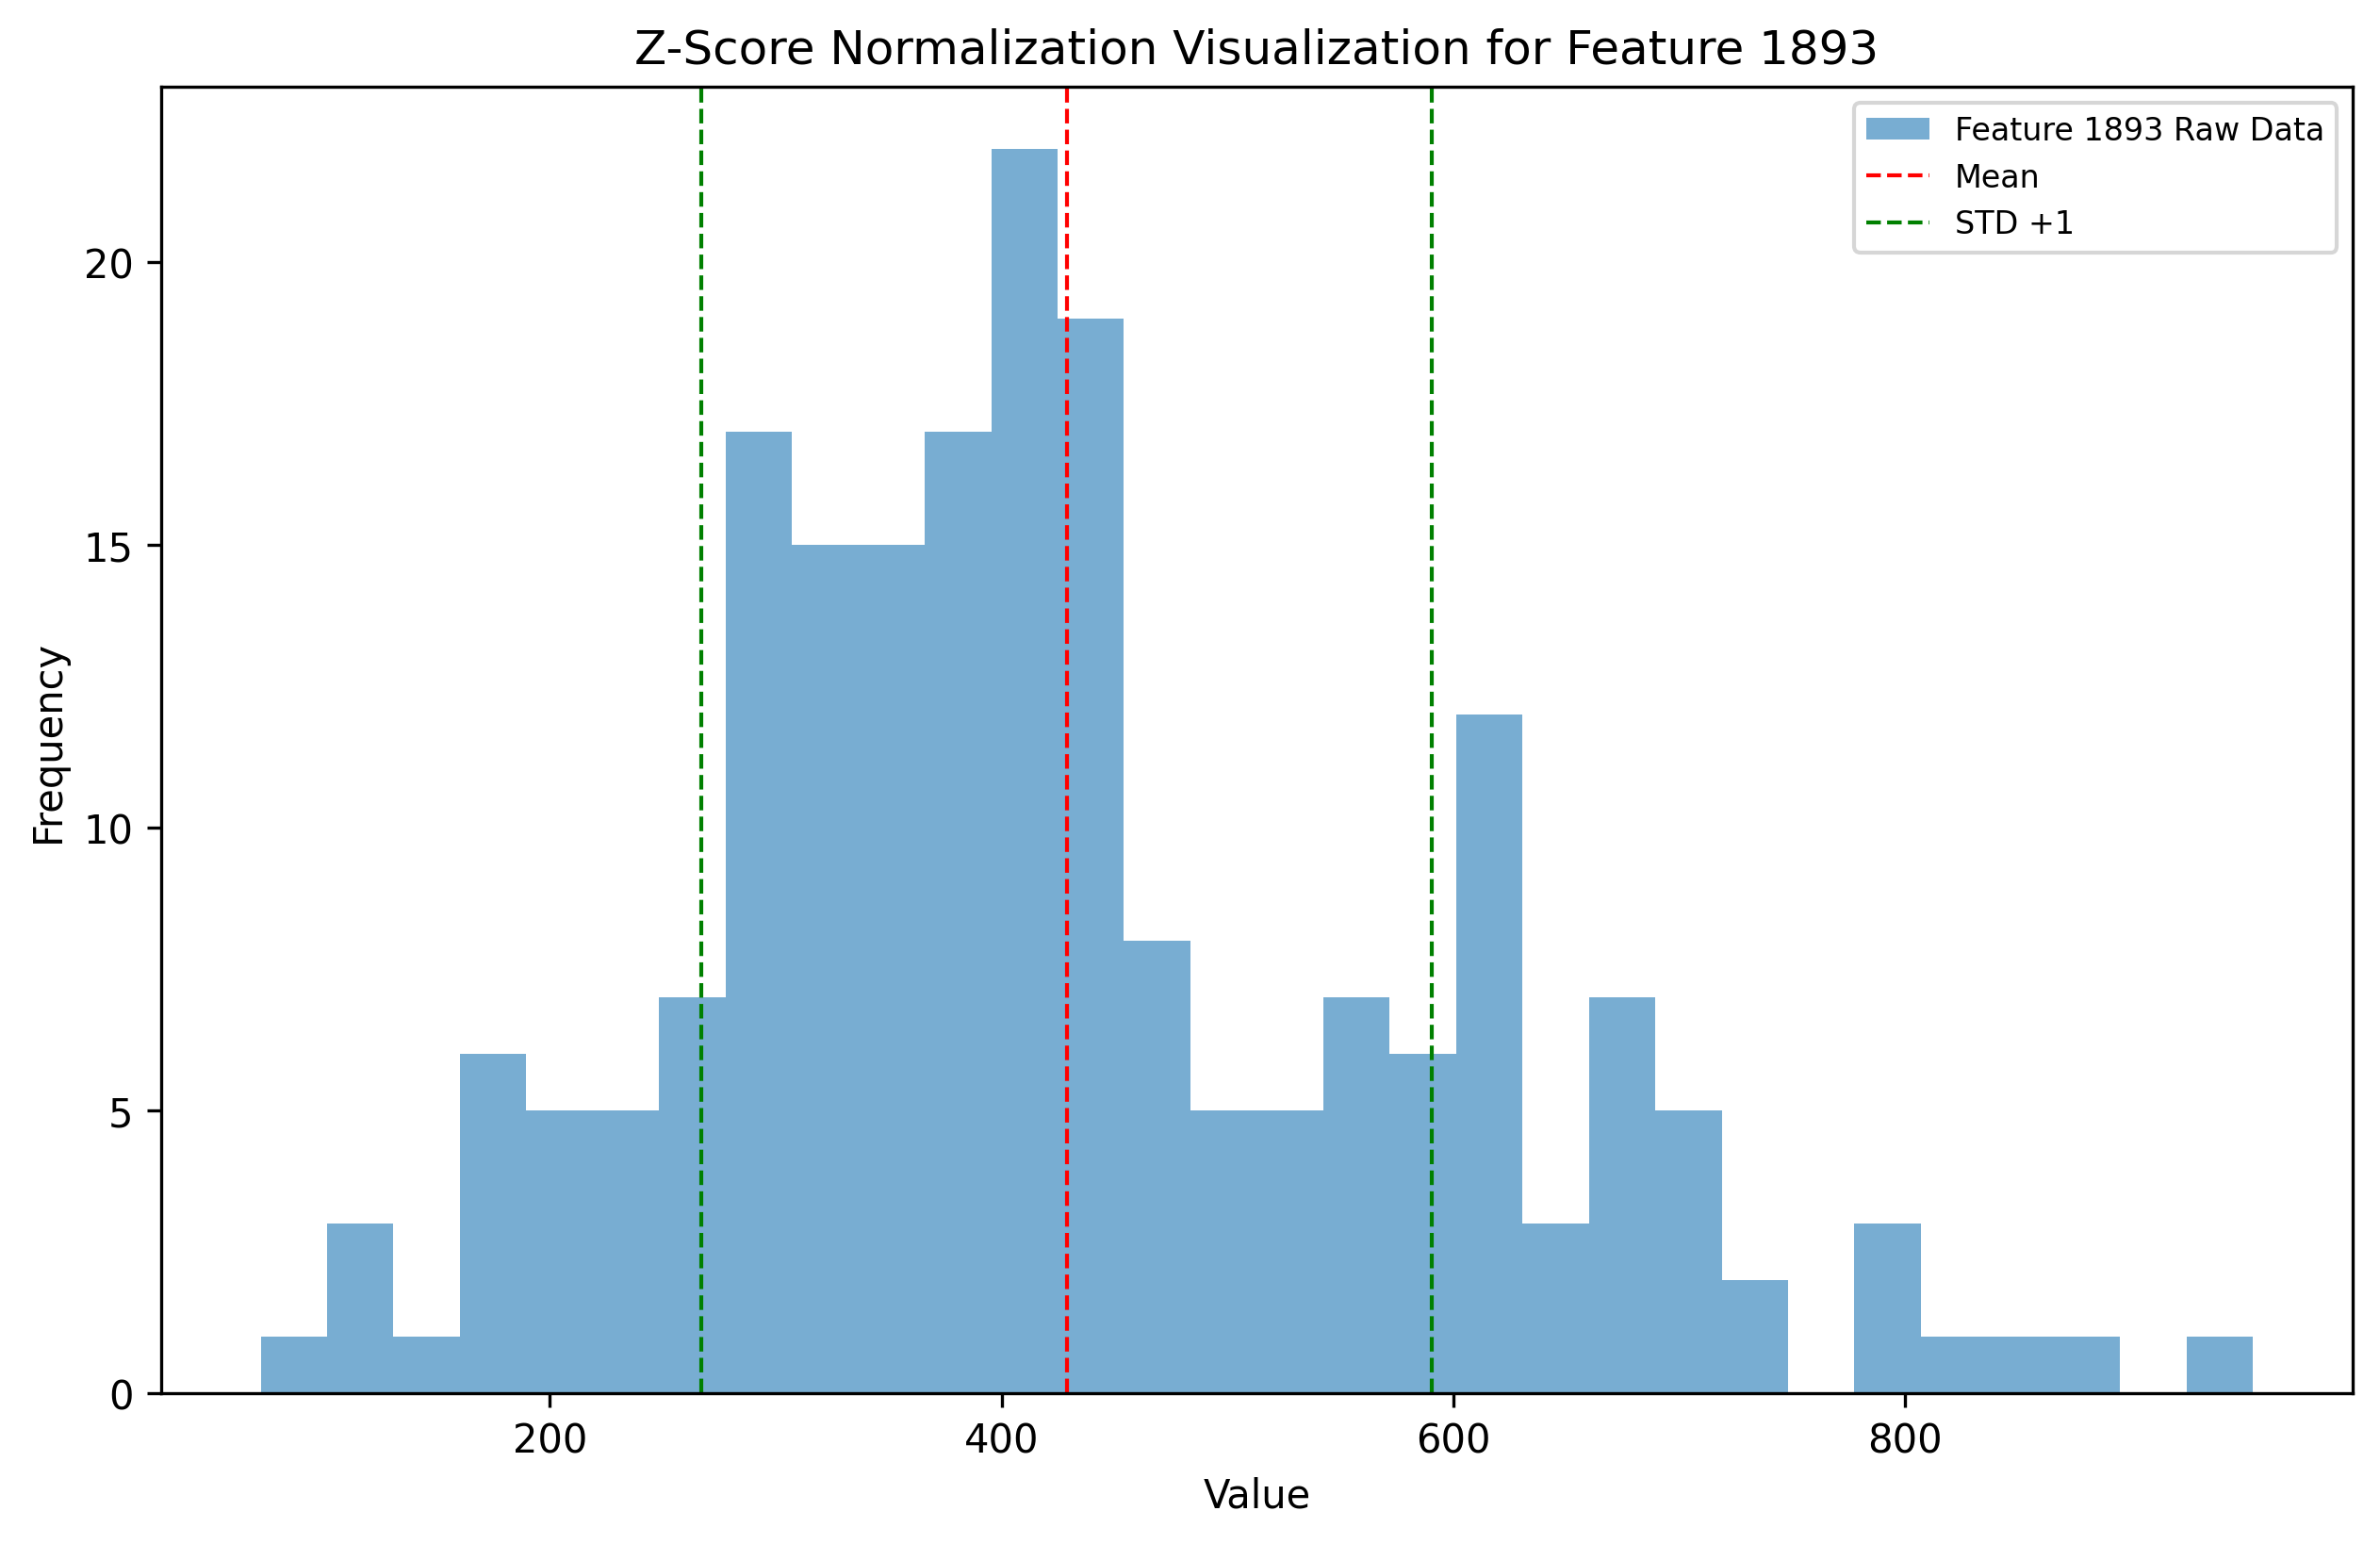 Z-Score Normalization Visualization for Feature 1893
Feature 1893 Raw Data
Mean
STD +1
20
15
10
5
0
Frequency
200 400 600 800
Value